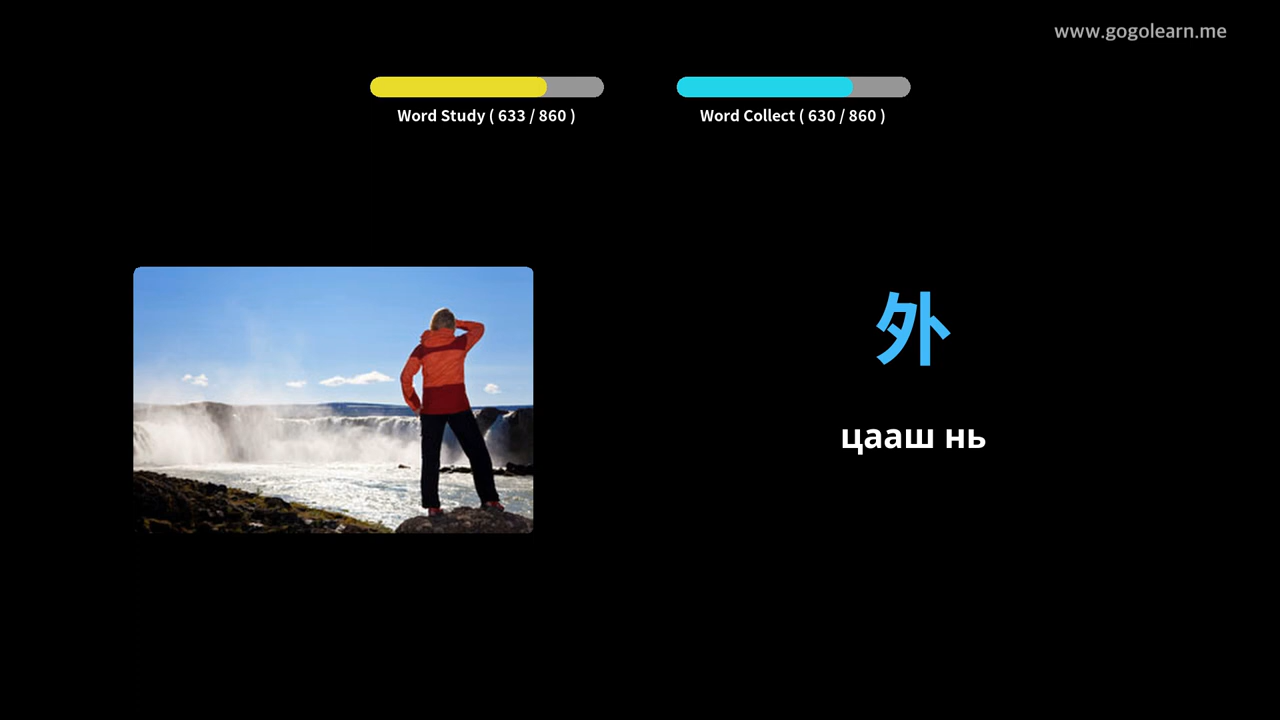 www.gogolearn.me
Word Study ( 633 / 860 )
Word Collect ( 630 / 860 )
外
цааш нь